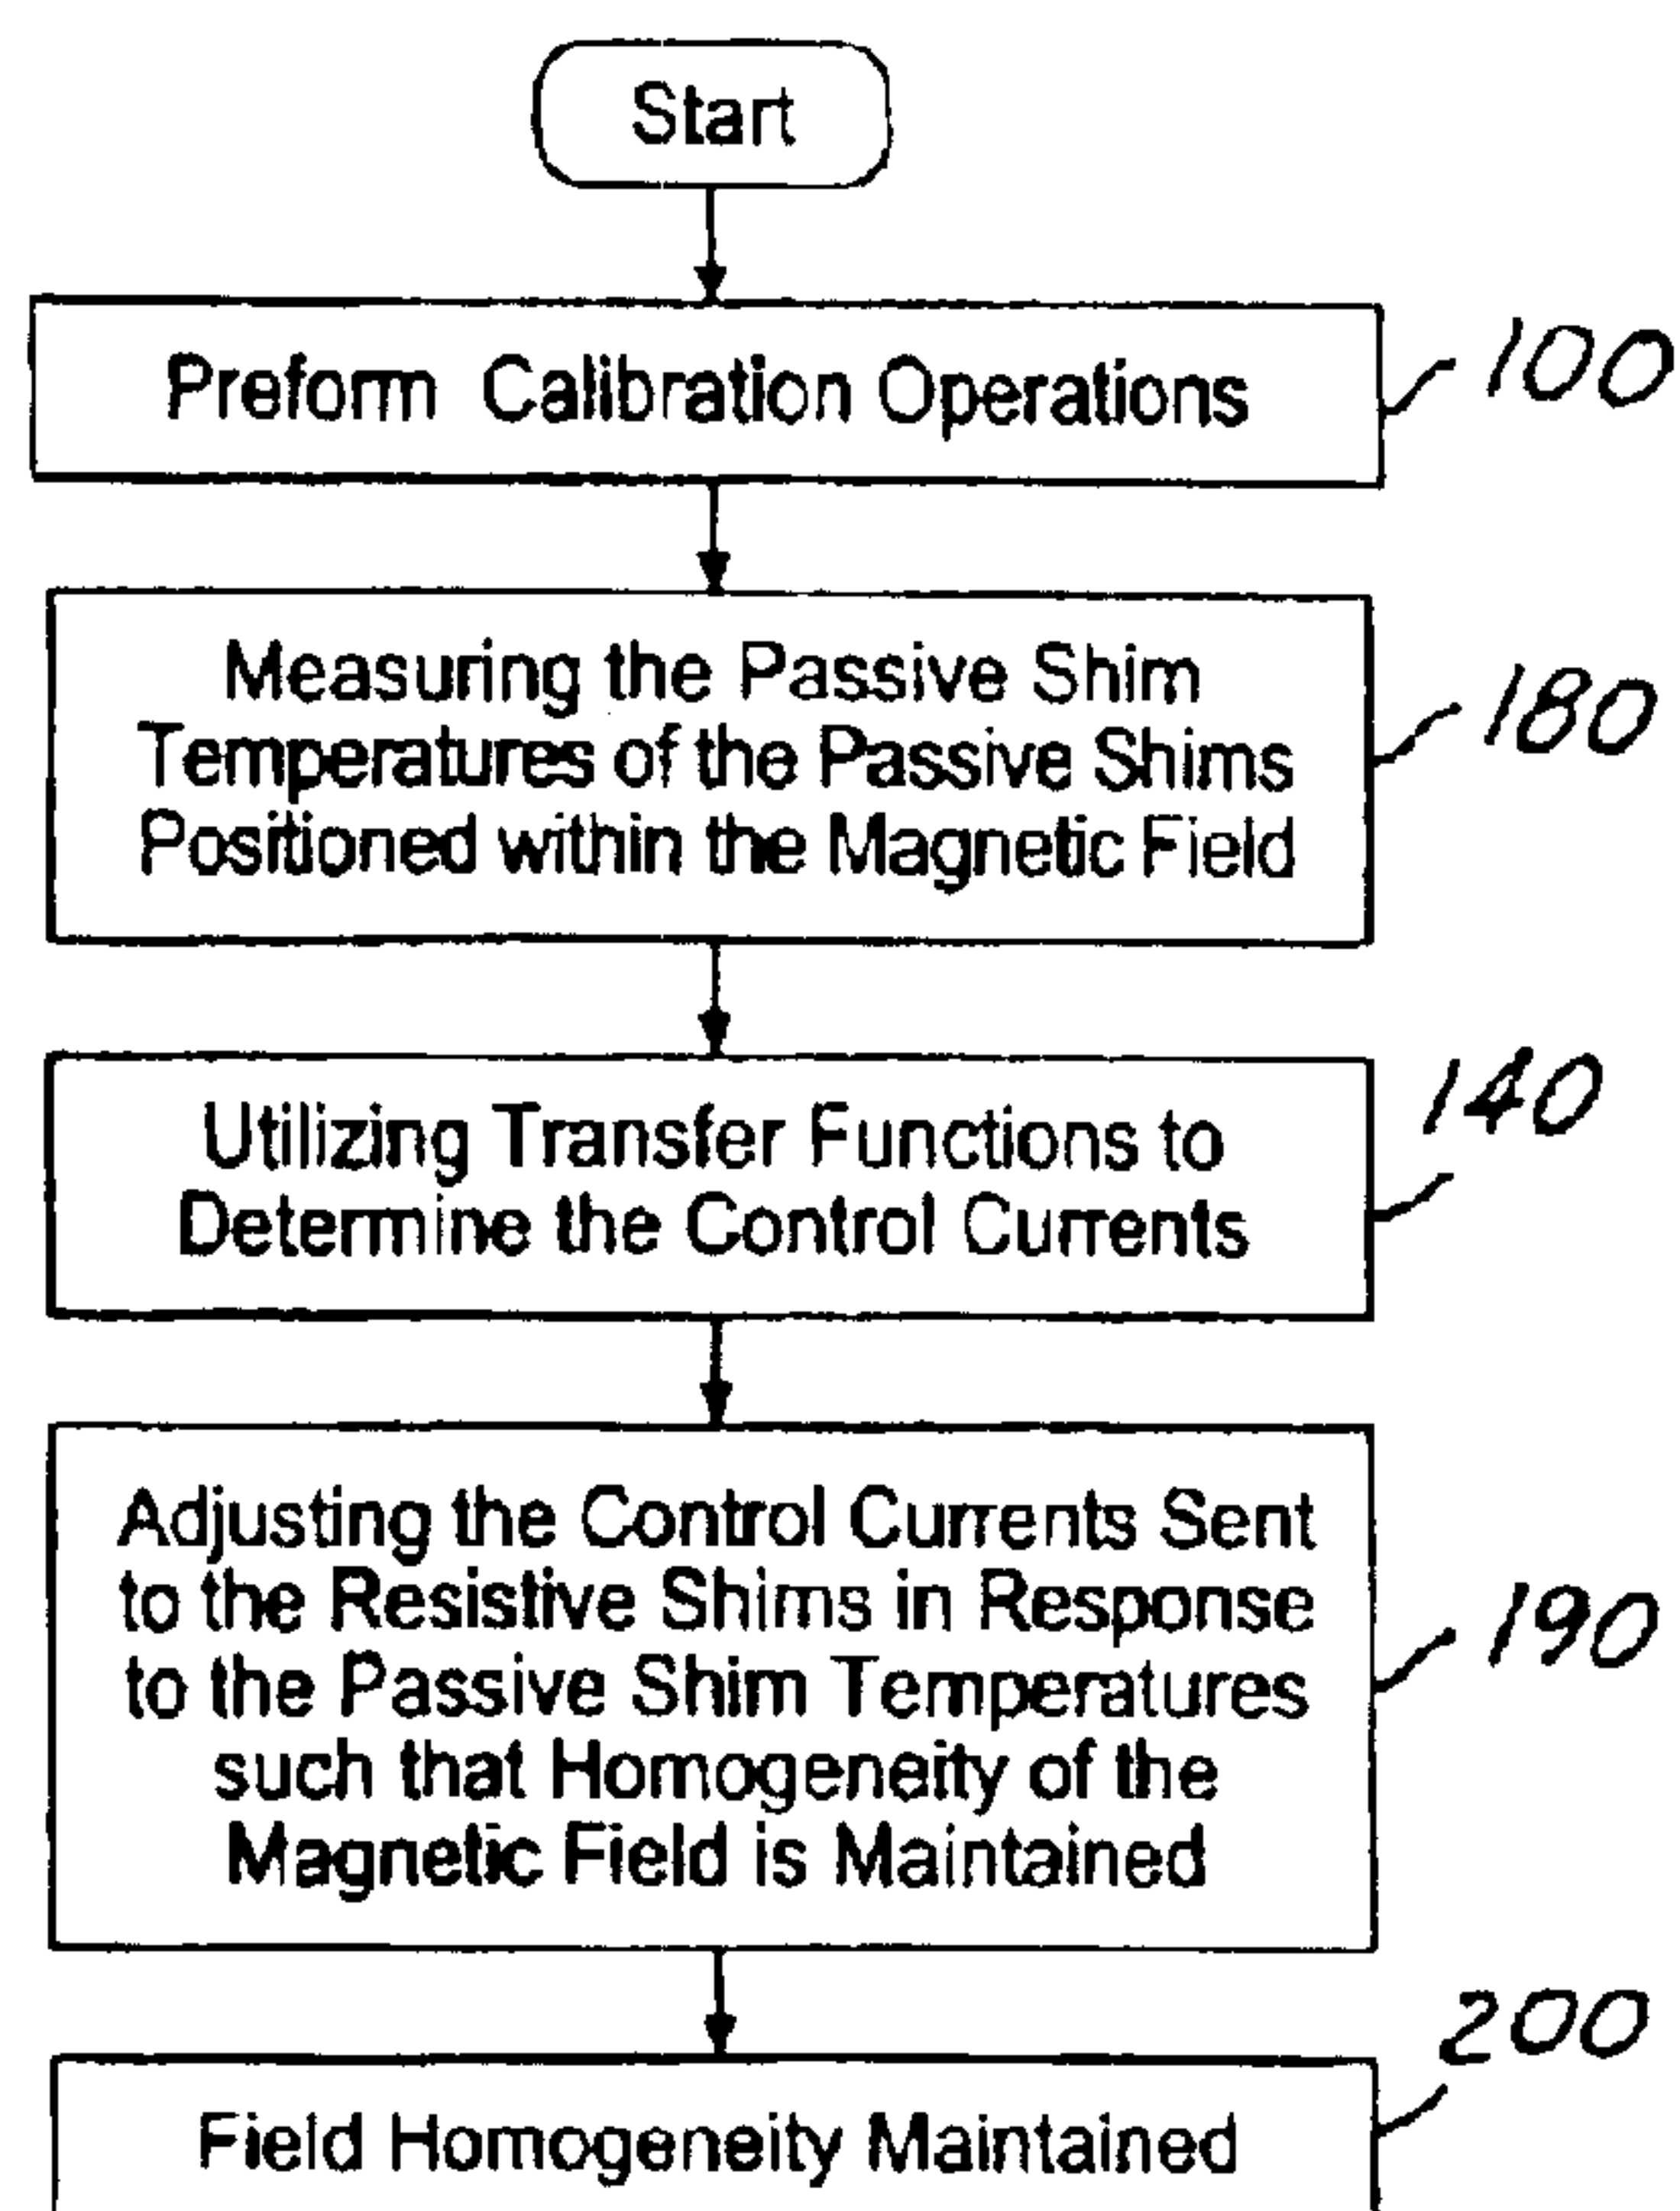 Start
Preform Calibration Operations
100
Measuring the Passive Shim
Temperatures of the Passive Shims
Positioned within the Magnetic Field
180
Utilizing Transfer Functions to
Determine the Control Currents
140
Adjusting the Control Currents Sent
to the Resistive Shims in Response
to the Passive Shim Temperatures
such that Homogeneity of the
Magnetic Field is Maintained
190
Field Homogeneity Maintained
200